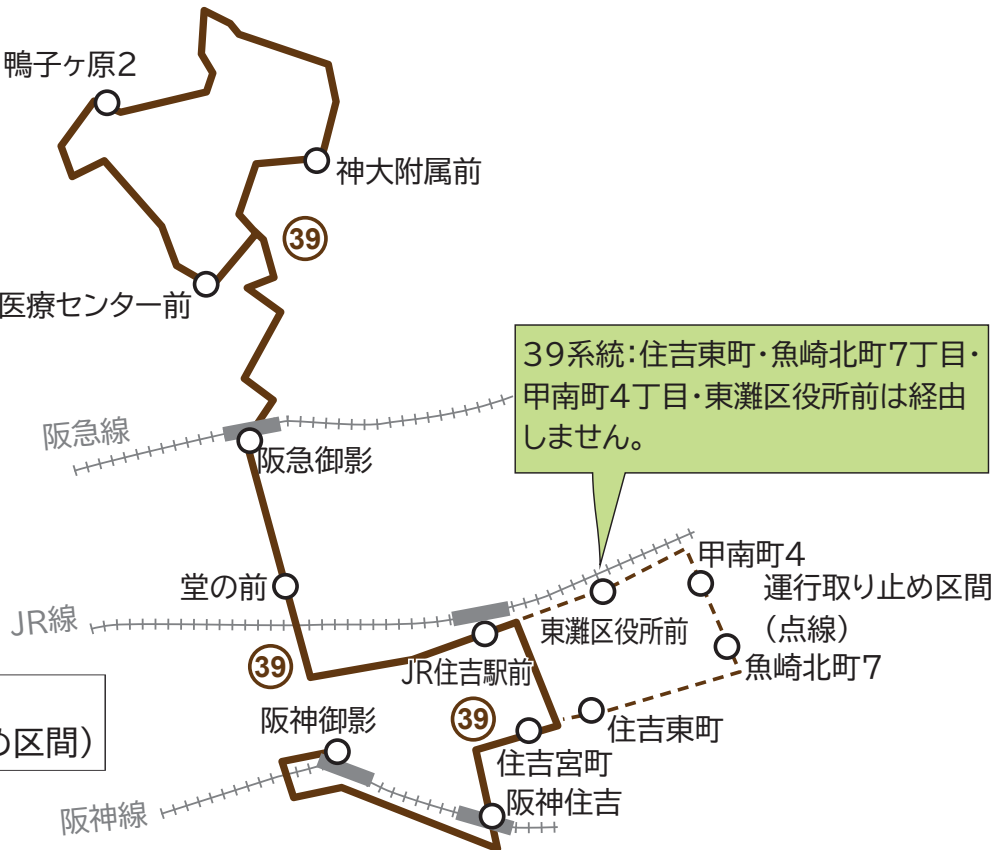 鴨子ヶ原2
神大附属前
39
医療センター前
39系統：住吉東町・魚崎北町7丁目・
甲南町4丁目・東灘区役所前は経由
しません。
阪急線
阪急御影
甲南町4
堂の前
運行取り止め区間
（点線）
JR線
東灘区役所前
魚崎北町7
39
JR住吉駅前
阪神御影
39
住吉東町
め区間）
住吉宮町
阪神住吉
阪神線